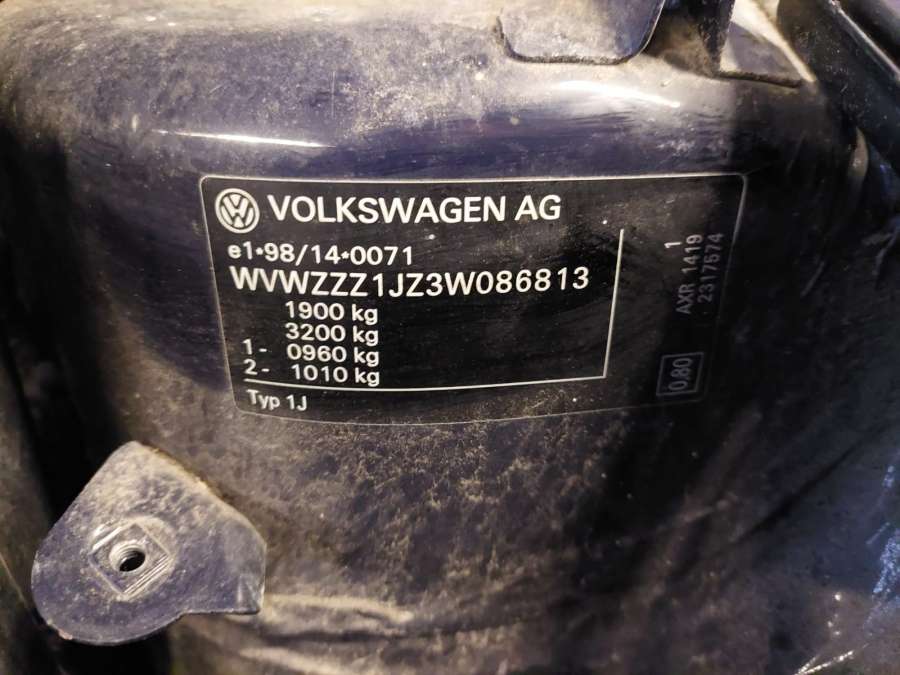 VOLKSWAGEN AG
e1*98/14*0071
WVWZZZ1JZ3W086813
1900 kg
3200 kg
1- 0960 kg
2- 1010 kg
Typ 1J
1
AXR 1419
2317574
0,80